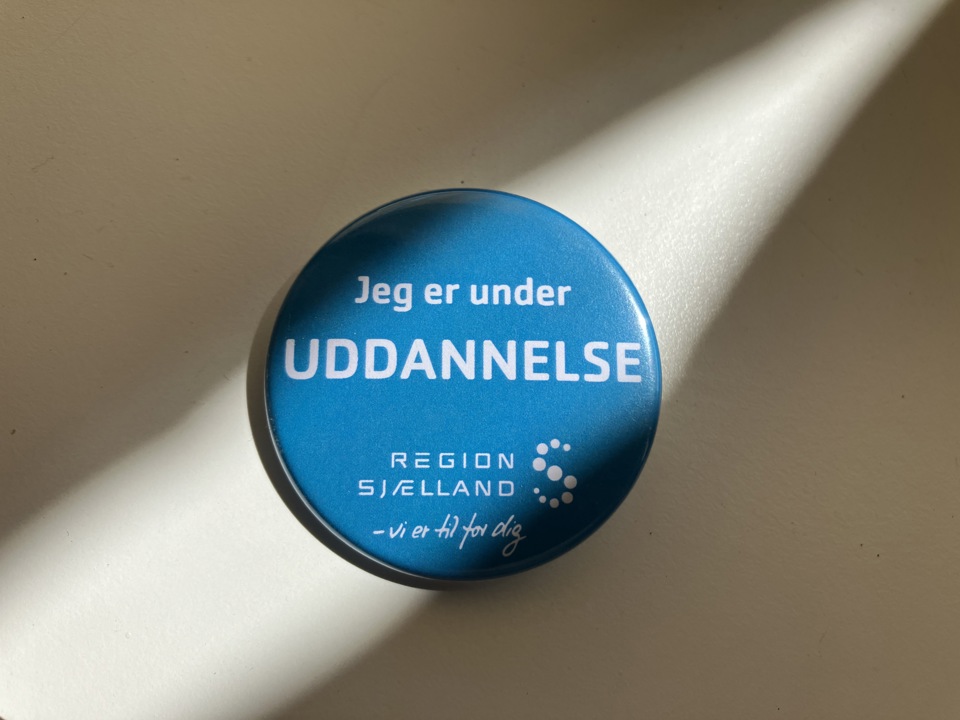 Jeg er under
UDDANNELSE
REGION
SJÆLLAND
- vi er til for dig